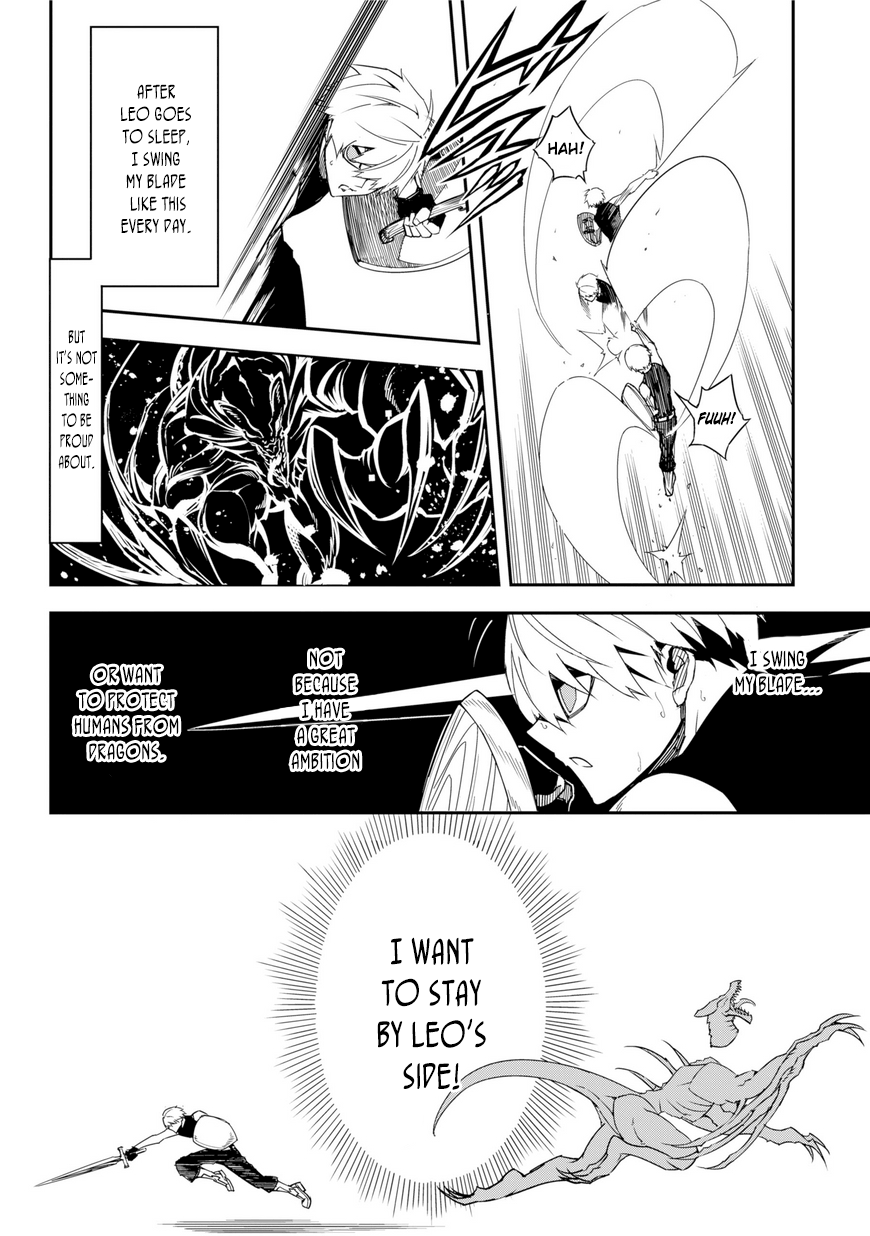 HAH!
FUUH!
AFTER
LEO GOES
TO SLEEP,
I SWING
MY BLADE
LIKE THIS
EVERY DAY.
BUT
IT'S NOT
SOME-
THING
TO BE
PROUD
ABOUT.
I SWING
MY BLADE....
NOT
BECAUSE
I HAVE
A GREAT
AMBITION
OR WANT
TO PROTECT
HUMANS FROM
DRAGONS.
I WANT
TO STAY
BY LEO'S
SIDE!